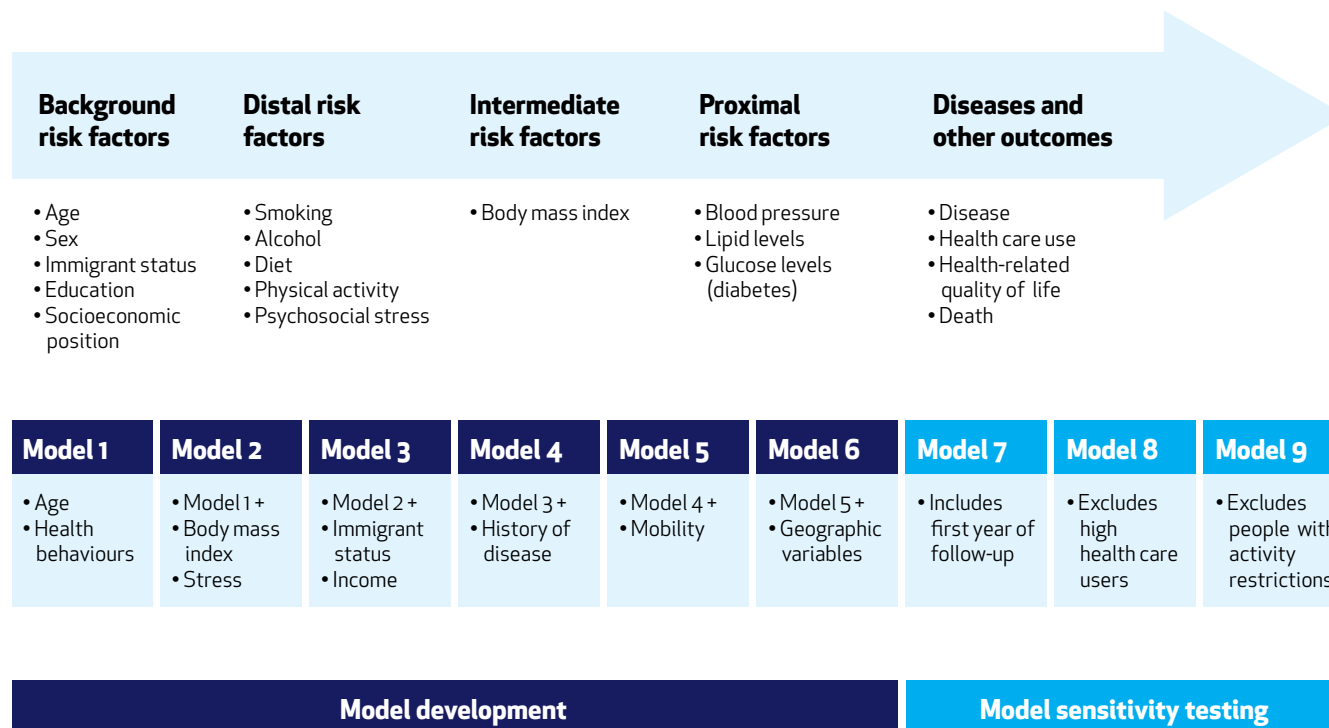 Background
risk factors
Distal risk
factors
Intermediate
risk factors
Proximal
risk factors
Diseases and
other outcomes
• Age
• Sex
• Immigrant status
• Education
• Socioeconomic
position
• Smoking
• Alcohol
• Diet
• Physical activity
• Psychosocial stress
• Body mass index
• Blood pressure
• Lipid levels
• Glucose levels
(diabetes)
• Disease
• Health care use
• Health-related
quality of life
• Death
Model 1
• Age
• Health
behaviours
Model 2
• Model 1 +
• Body mass
index
• Stress
Model 3
• Model 2 +
• Immigrant
status
• Income
Model 4
• Model 3 +
• History of
disease
Model 5
• Model 4 +
• Mobility
Model 6
• Model 5 +
• Geographic
variables
Model 7
• Includes
first year of
follow-up
Model 8
• Excludes
high
health care
users
Model 9
• Excludes
people with
activity
restrictions
Model development
Model sensitivity testing